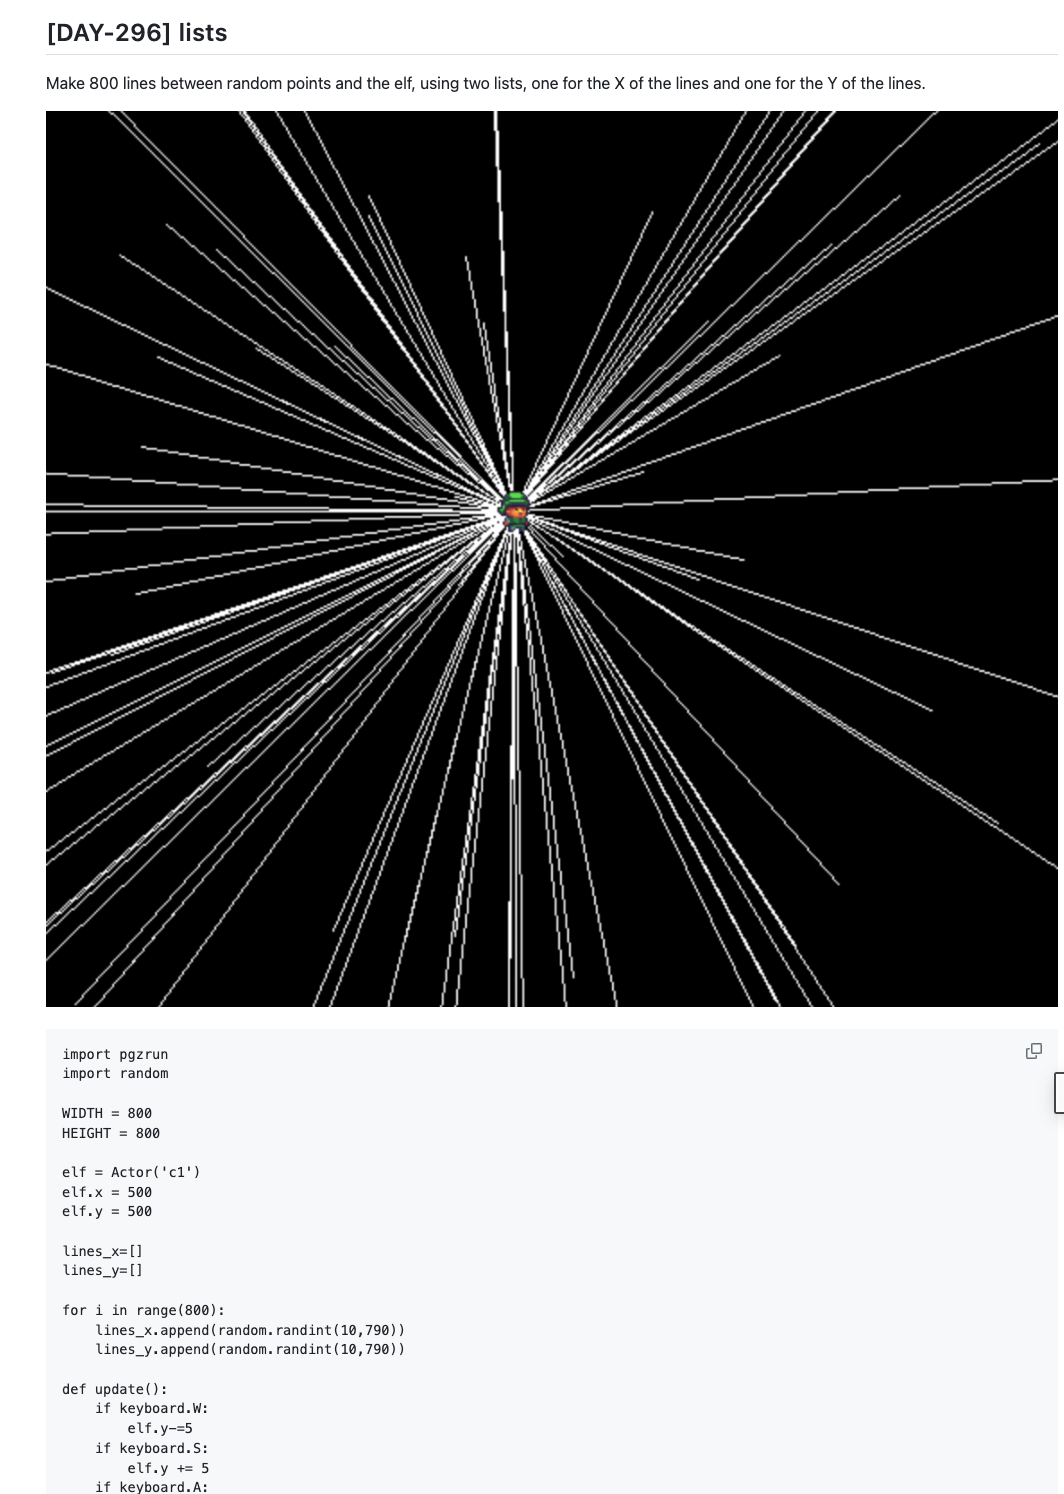 [DAY-296] lists
Make 800 lines between random points and the elf, using two lists, one for the X of the lines and one for the Y of the lines.
import pgzrun
import random
WIDTH = 800
HEIGHT = 800
elf = Actor('c1')
elf.x = 500
elf.y = 500
lines_x=[]
lines_y=[]
for i in range(800):
    lines_x.append(random.randint(10,790))
    lines_y.append(random.randint(10,790))
def update():
    if keyboard.W:
        elf.y-=5
    if keyboard.S:
        elf.y += 5
    if keyboard.A: